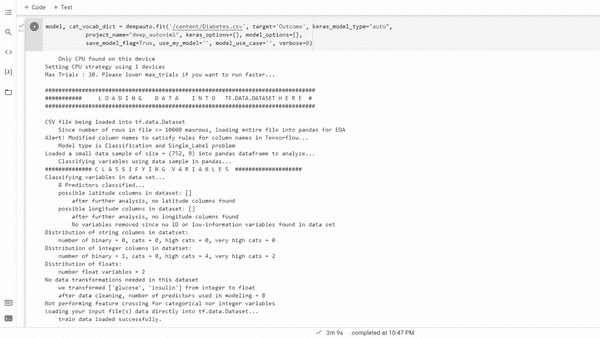 + Code + Text
model, cat_vocab_dict = deepauto.fit('/content/Diabetes.csv', target='Outcome', keras_model_type="auto",
project_name="deep_autoviml", keras_options={}, model_options={},
save_model_flag=True, use_my_model='', model_use_case='', verbose=0)
Only CPU found on this device
Setting CPU strategy using 1 devices
Max Trials : 30. Please lower max_trials if you want to run faster...
#################################################################################
########### L O A D I N G D A T A I N T O TF.DATA.DATASET H E R E #
#################################################################################
CSV file being loaded into tf.data.Dataset
Since number of rows in file <= 10000 maxrows, loading entire file into pandas for EDA
Alert! Modified column names to satisfy rules for column names in Tensorflow...
Model type is Classification and Single_Label problem
Loaded a small data sample of size = (752, 9) into pandas dataframe to analyze...
Classifying variables using data sample in pandas...
############## C L A S S I F Y I N G V A R I A B L E S ####################
Classifying variables in data set...
8 Predictors classified...
possible latitude columns in dataset: []
after further analysis, no latitude columns found
possible longitude columns in dataset: []
after further analysis, no longitude columns found
No variables removed since no ID or low-information variables found in data set
Distribution of string columns in datatset:
number of binary = 0, cats = 0, high cats = 0, very high cats = 0
Distribution of integer columns in datatset:
number of binary = 1, cats = 0, high cats = 4, very high cats = 2
Distribution of floats:
number float variables = 2
No data transformations needed in this dataset
we transformed ['glucose', 'insulin'] from integer to float
after data cleaning, number of predictors used in modeling = 8
Not performing feature crossing for categorical nor integer variables
Loading your input file(s) data directly into tf.data.Dataset...
train data loaded successfully.
3m 9s completed at 10:47 PM